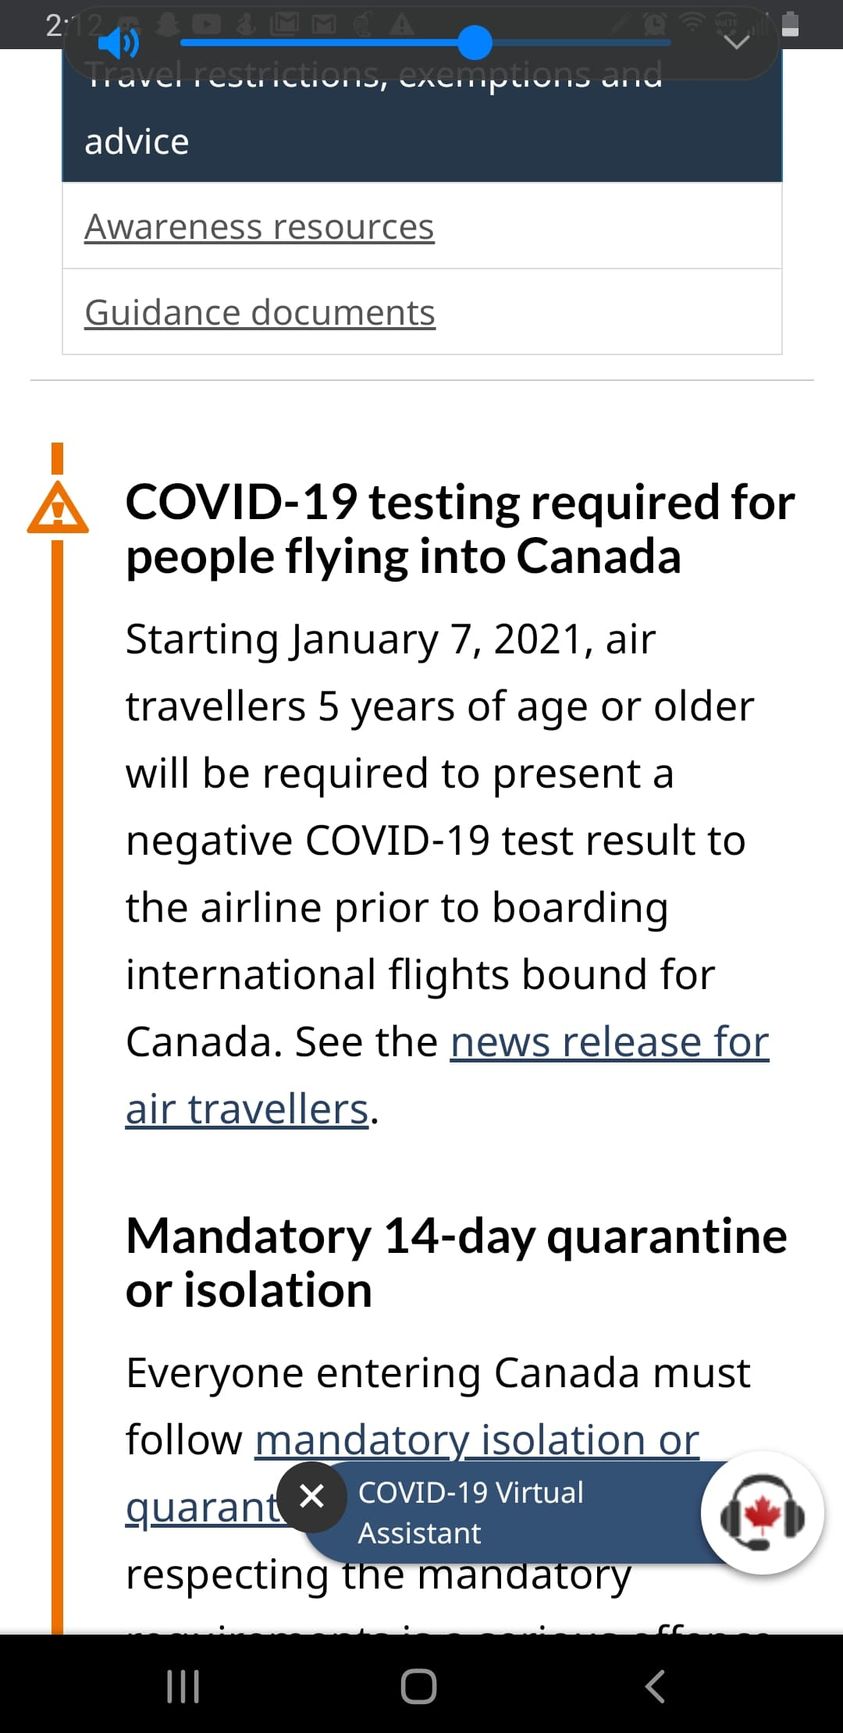 2:12
Travel restrictions, exemptions and
advice
Awareness resources
Guidance documents
COVID-19 testing required for
people flying into Canada
Starting January 7, 2021, air
travellers 5 years of age or older
will be required to present a
negative COVID-19 test result to
the airline prior to boarding
international flights bound for
Canada. See the news release for
air travellers.
Mandatory 14-day quarantine
or isolation
Everyone entering Canada must
follow mandatory isolation or
quarant
COVID-19 Virtual
Assistant
respecting the mandatory
requirements is a serious offence